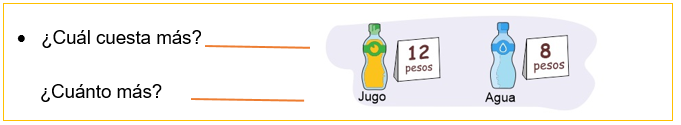 • ¿Cuál cuesta más?
12
pesos
8
pesos
¿Cuánto más?
Jugo
Agua